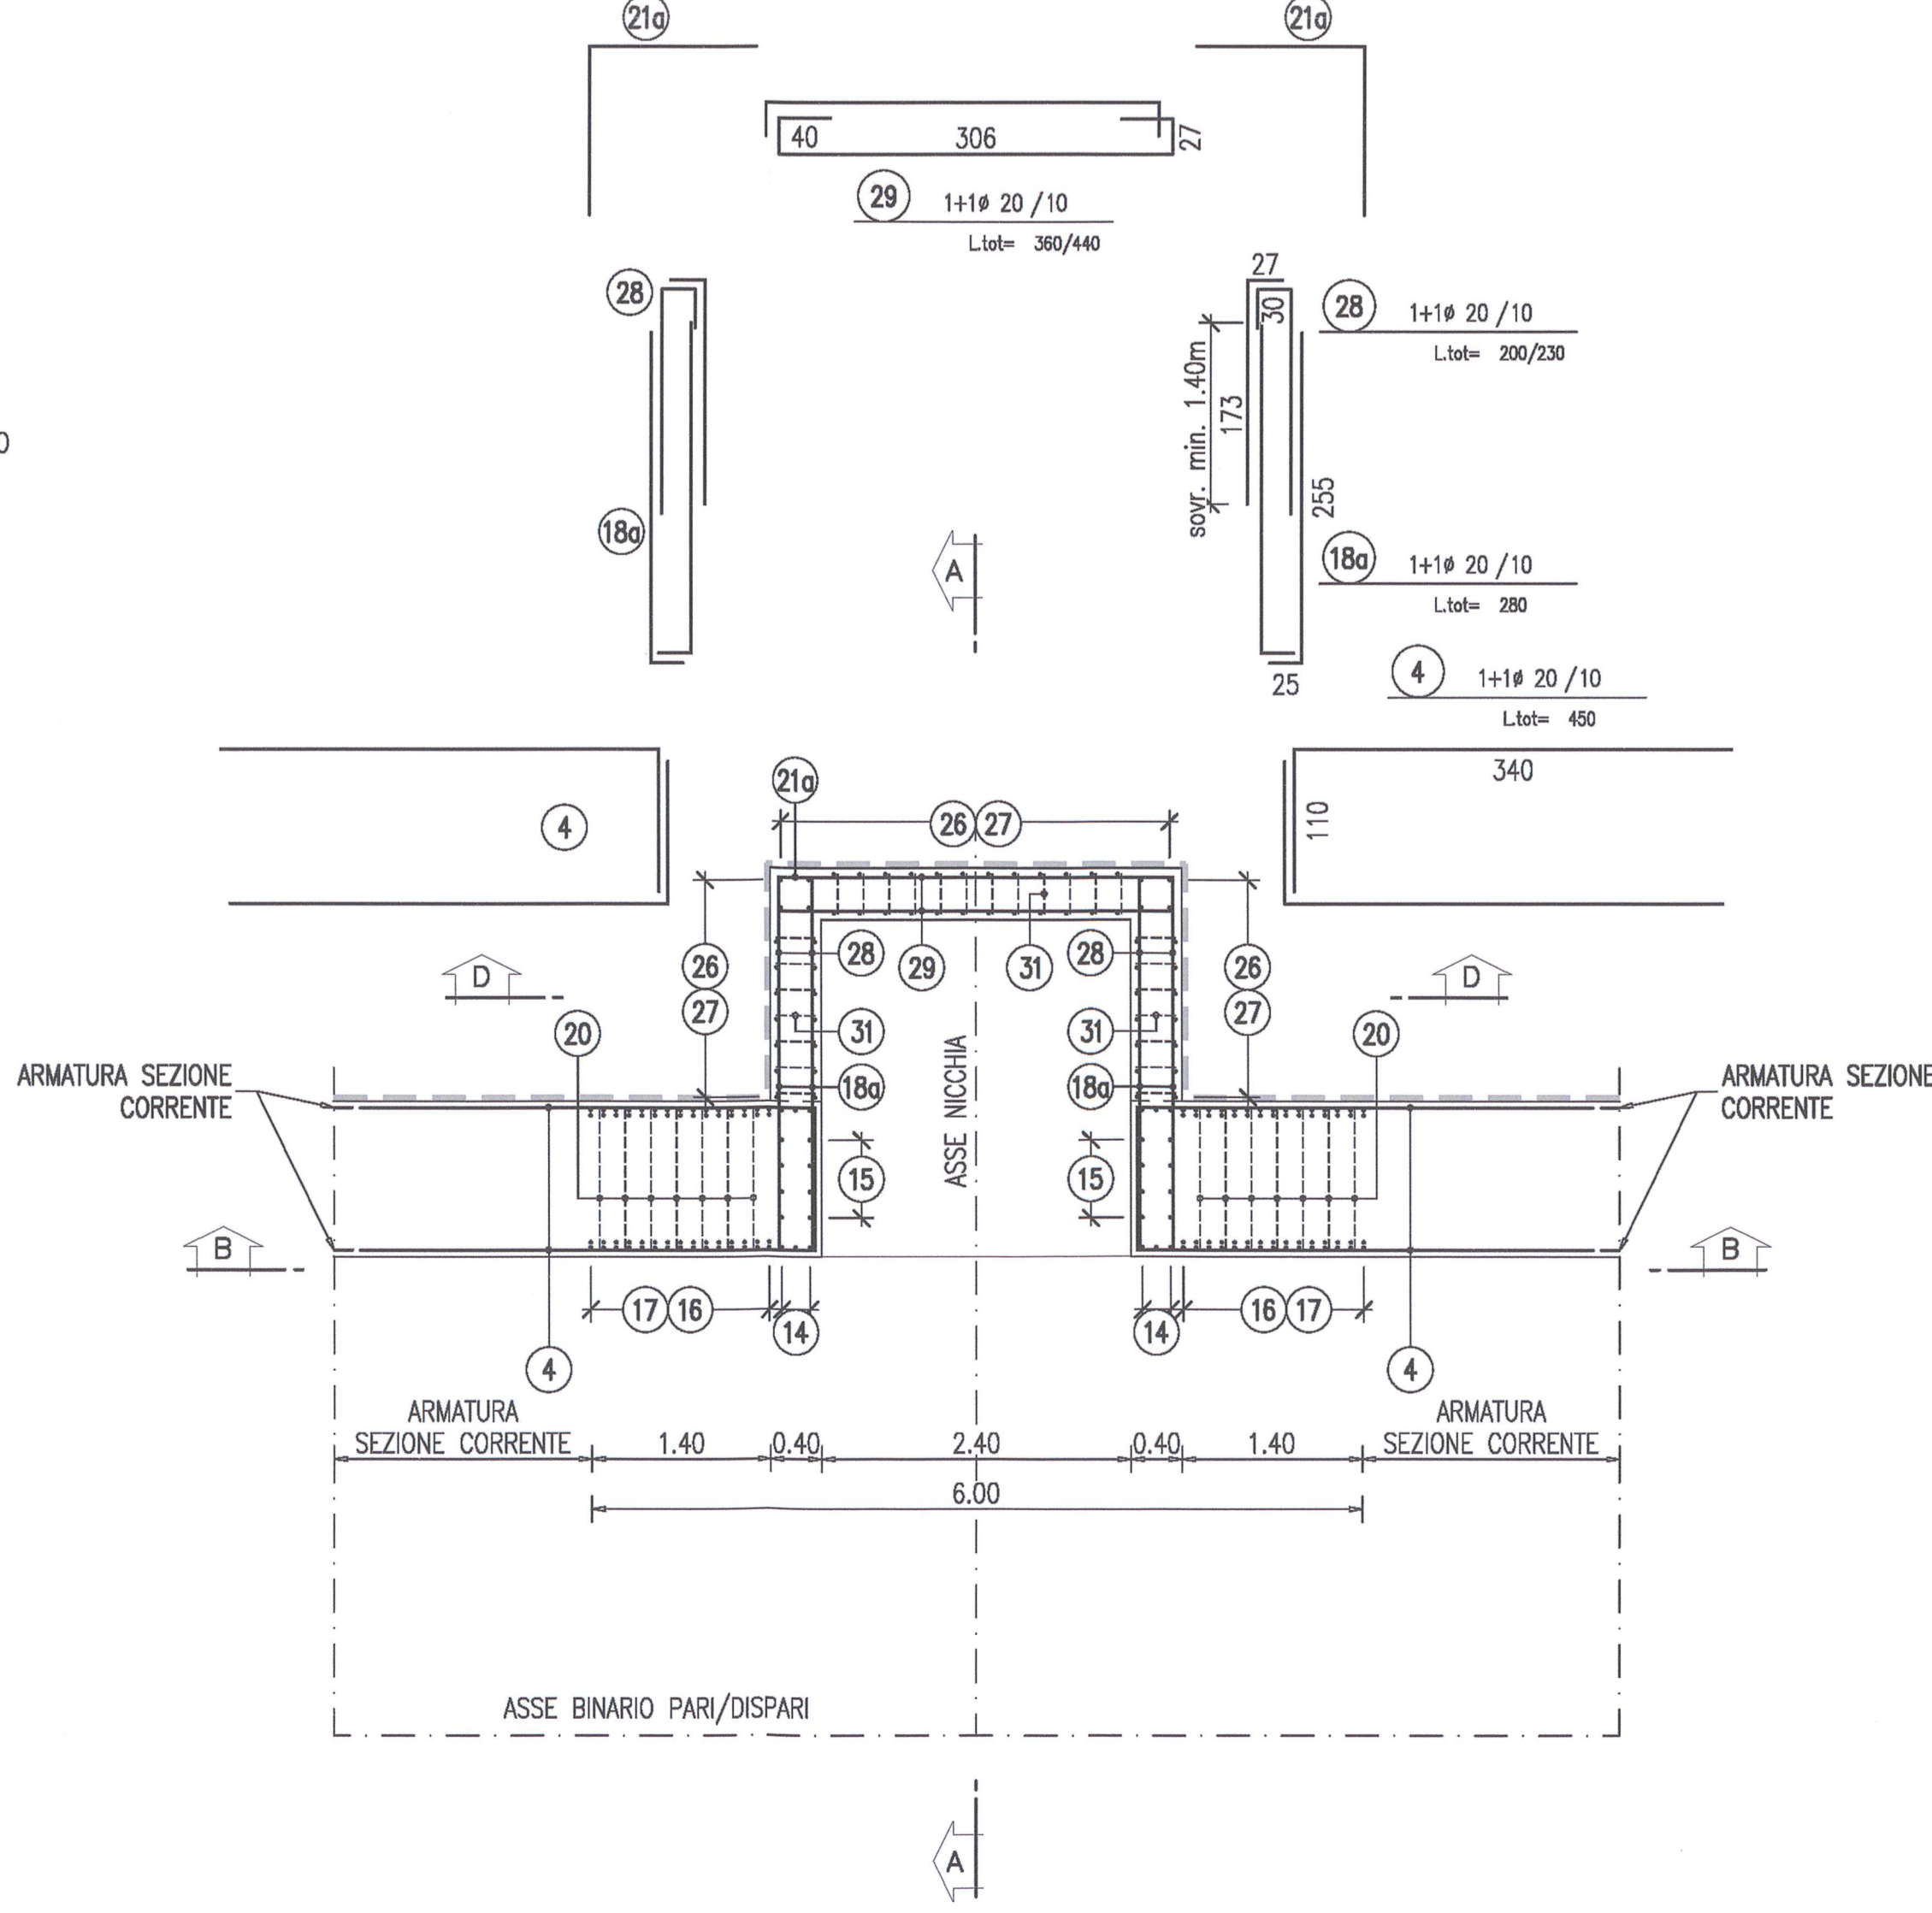 21a 21a
40 306 27
29 1+1ø 20 /10
L.tot= 360/440
27
28 30 28 1+1ø 20 /10
L.tot= 200/230
sovr. min. 1.40m
173
0
255
18a 18a 1+1ø 20 /10
L.tot= 280
A
25
4 1+1ø 20 /10
L.tot= 450
340
110
4
21a
26 27
28 29 31 28
26 26
27 27
D D
20 31 31 20
ASSE NICCHIA
ARMATURA SEZIONE
CORRENTE
ARMATURA SEZIONE
CORRENTE
18a 18a
15 15
B B
17 16 14 14 16 17
4 4
ARMATURA
SEZIONE CORRENTE
ARMATURA
SEZIONE CORRENTE
1.40 0.40 2.40 0.40 1.40
6.00
ASSE BINARIO PARI/DISPARI
A